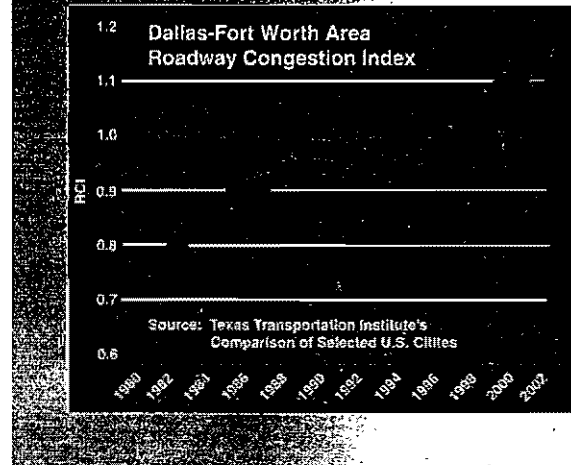 Dallas-Fort Worth Area
Roadway Congestion Index
1.2
1.1
1.0
0.9
0.8
0.7
0.6
RCI
Source: Texas Transportation Institute's
Comparison of Selected U.S. Citites
1980 1982 1984 1986 1988 1990 1992 1994 1996 1998 2000 2002